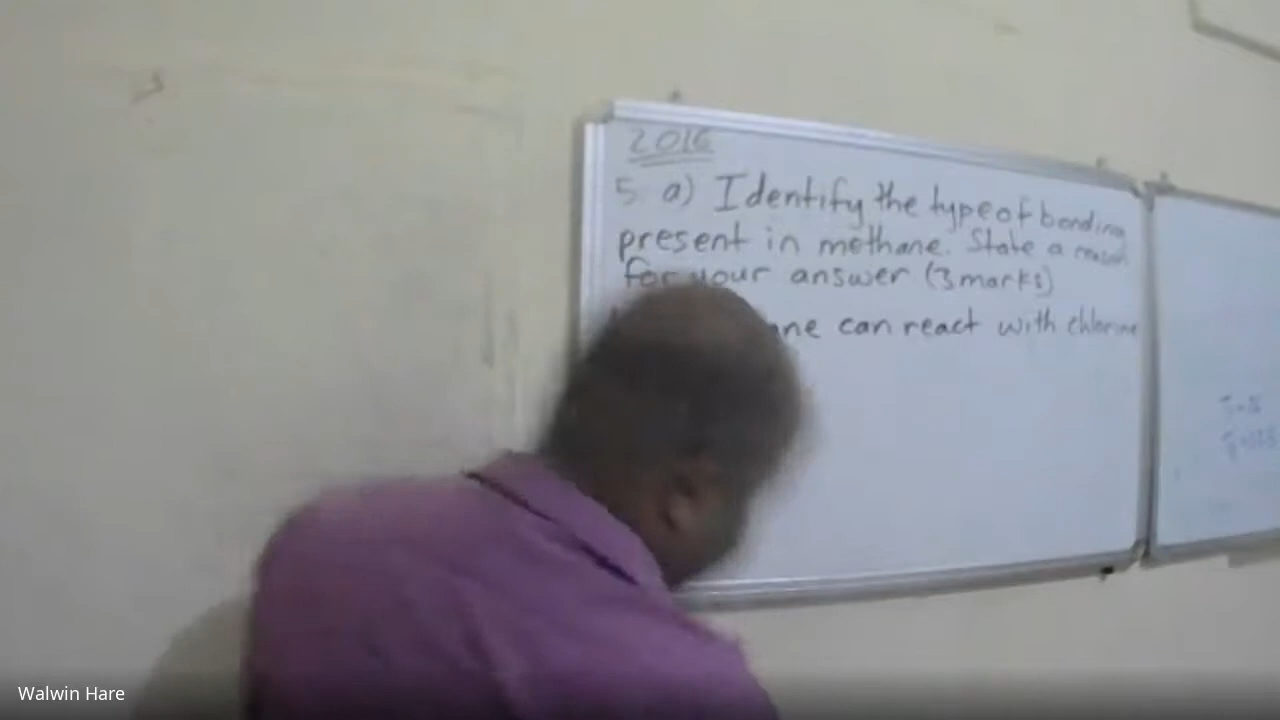 2016
5. a) Identify the type of bonding
present in methane. State a reason
for your answer (3 marks)
can react with chlorine
Walwin Hare